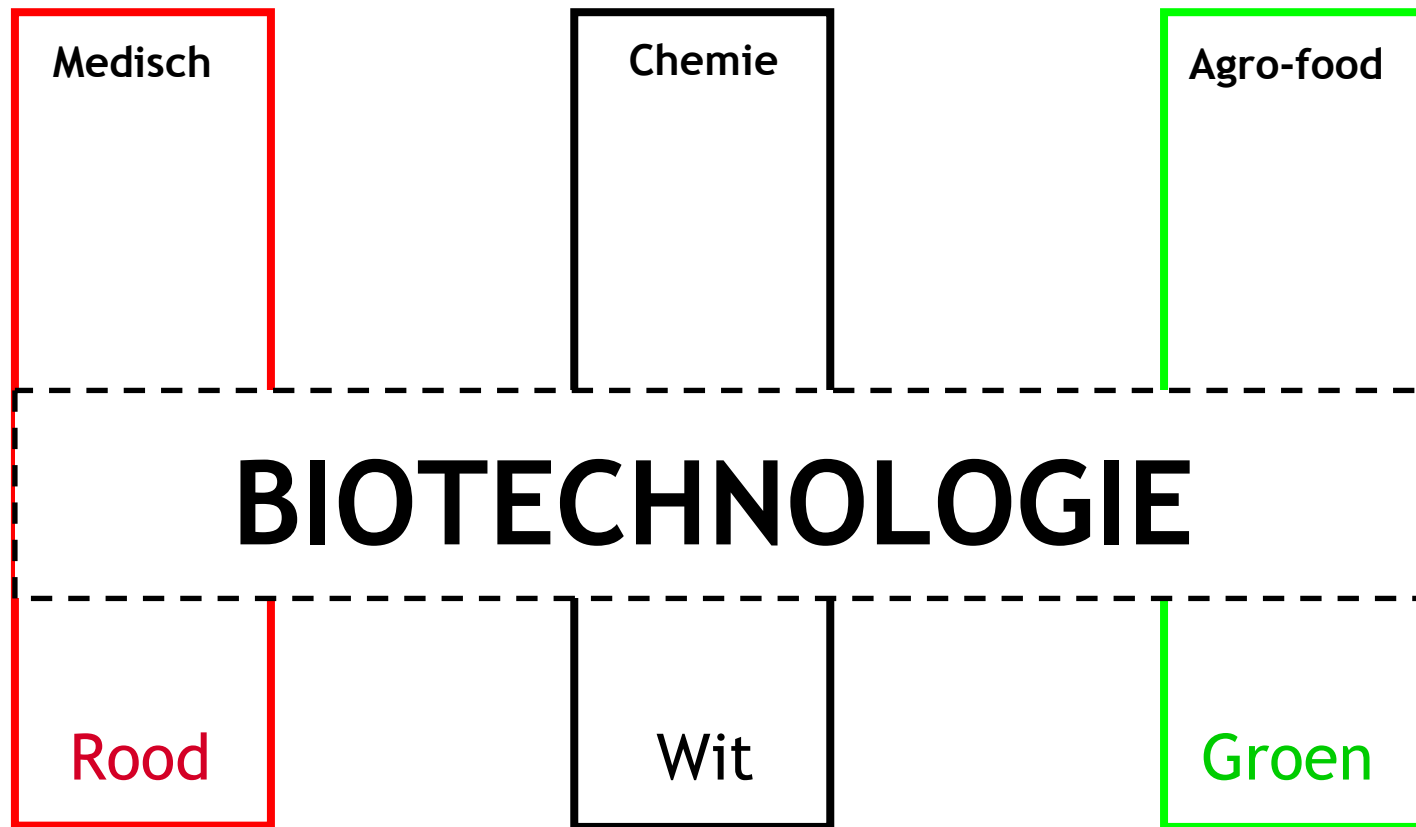 Medisch
Chemie
Agro-food
BIOTECHNOLOGIE
Rood
Wit
Groen